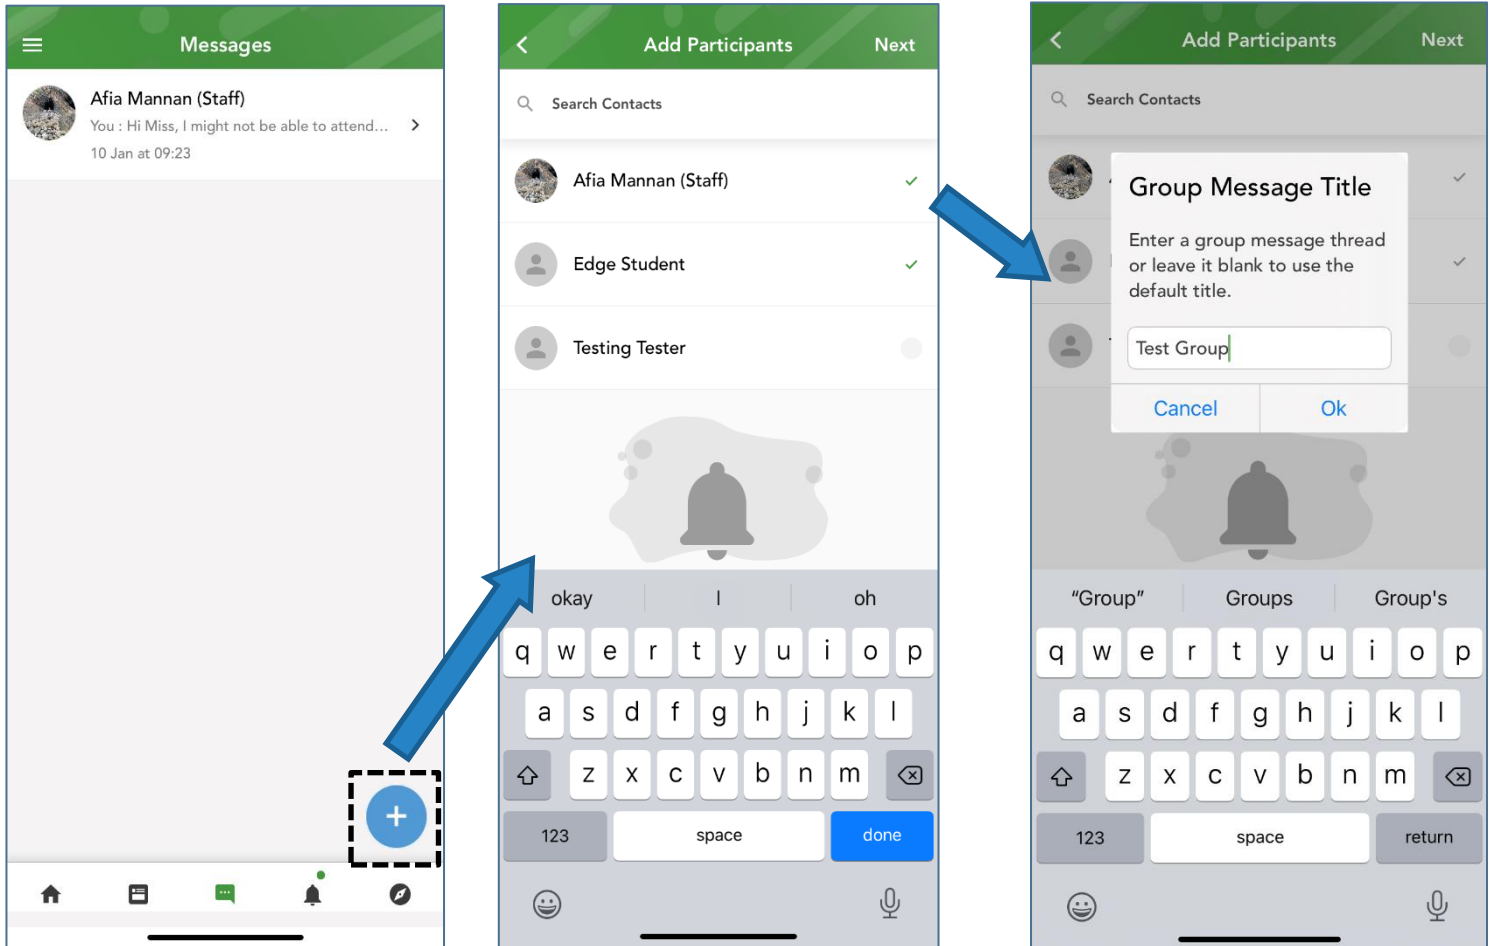 Messages
Afia Mannan (Staff)
You : Hi Miss, I might not be able to attend...
10 Jan at 09:23
Add Participants
Next
Search Contacts
Afia Mannan (Staff)
Edge Student
Testing Tester
okay
I
oh
q w e r t y u i o p
a s d f g h j k l
z x c v b n m
123
space
done
Add Participants
Next
Search Contacts
Group Message Title
Enter a group message thread
or leave it blank to use the
default title.
Test Group
Cancel
Ok
“Group”
Groups
Group's
q w e r t y u i o p
a s d f g h j k l
z x c v b n m
123
space
return